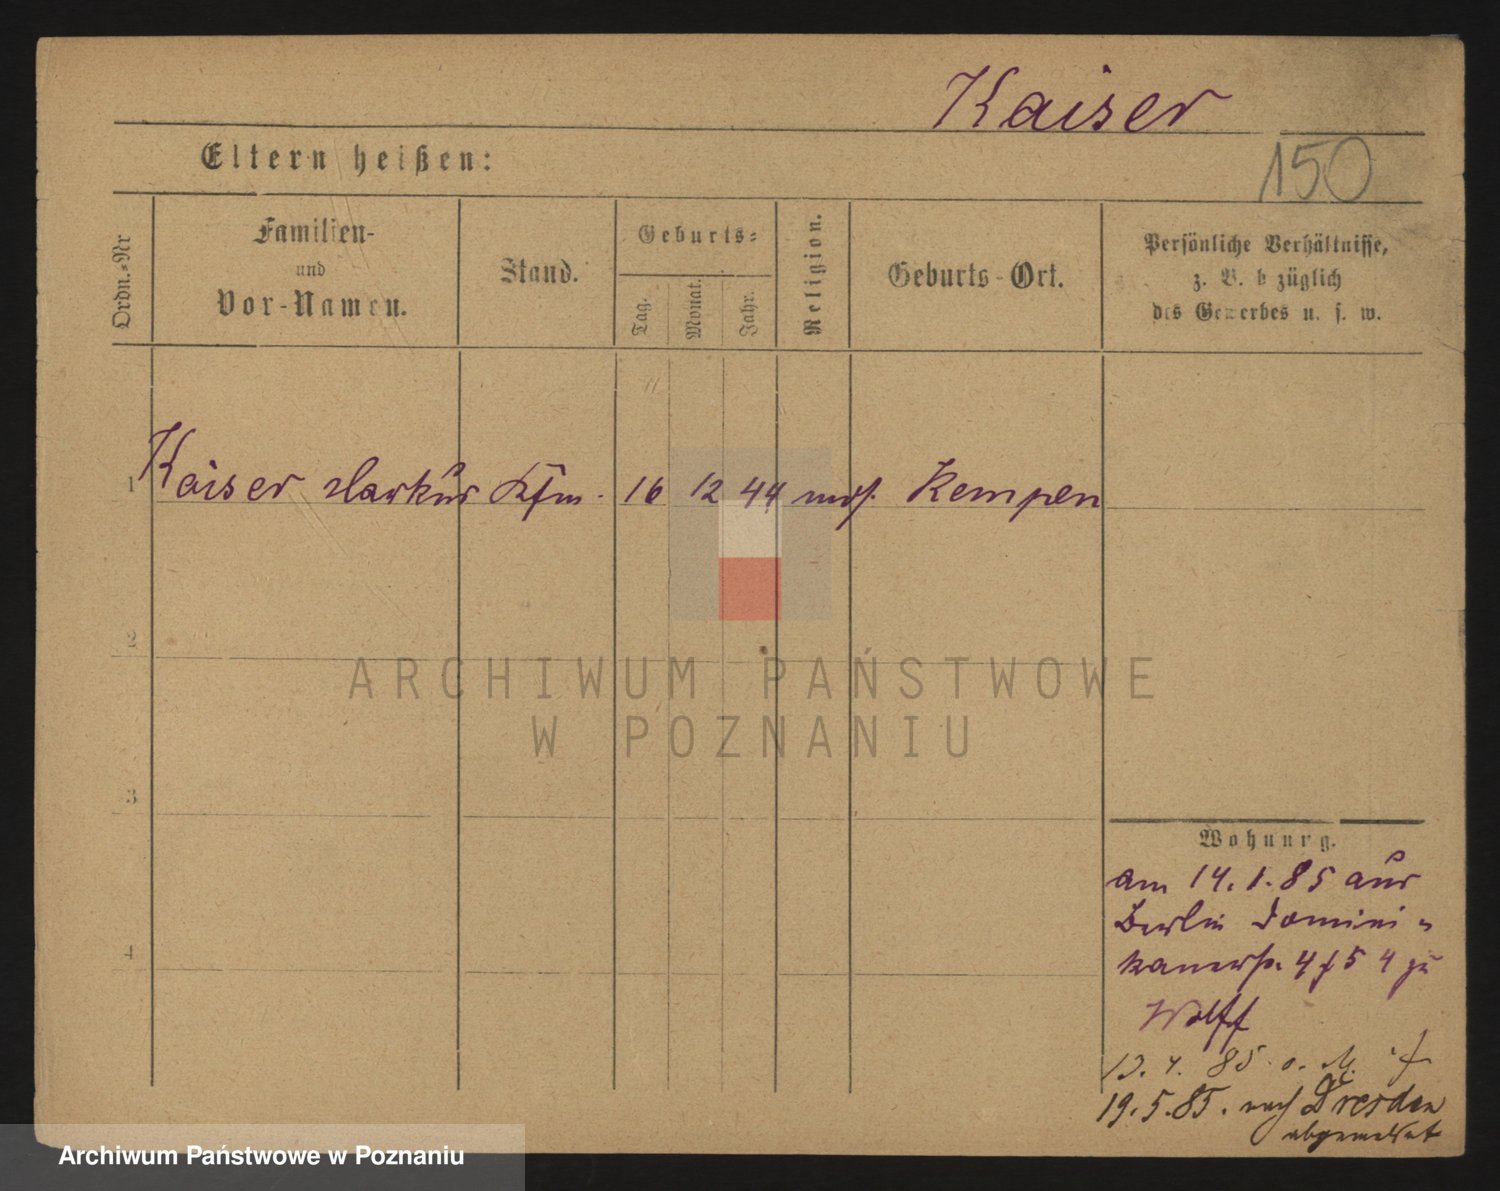 Kaiser
150
Eltern heißen:
Ordn.-Nr
Familien-
und
Vor-Namen.
Stand.
Geburts-
Tag.
Monat.
Jahr.
Religion.
Geburts-Ort.
Persönliche Verhältnisse,
z. B. b züglich
des Gewerbes u. s. w.
1 Kaiser Markus Kfm. 16 12 44 mos. Kempen
2
3
4
Wohnung.
am 14.1.85 aus
Berlin Domini-
kanerstr. 4 / 5 4 zu
Wolff
13. 4. 85.
19.5.85. nach Dresden
abgemeldet
ARCHIWUM PAŃSTWOWE
W POZNANIU
Archiwum Państwowe w Poznaniu